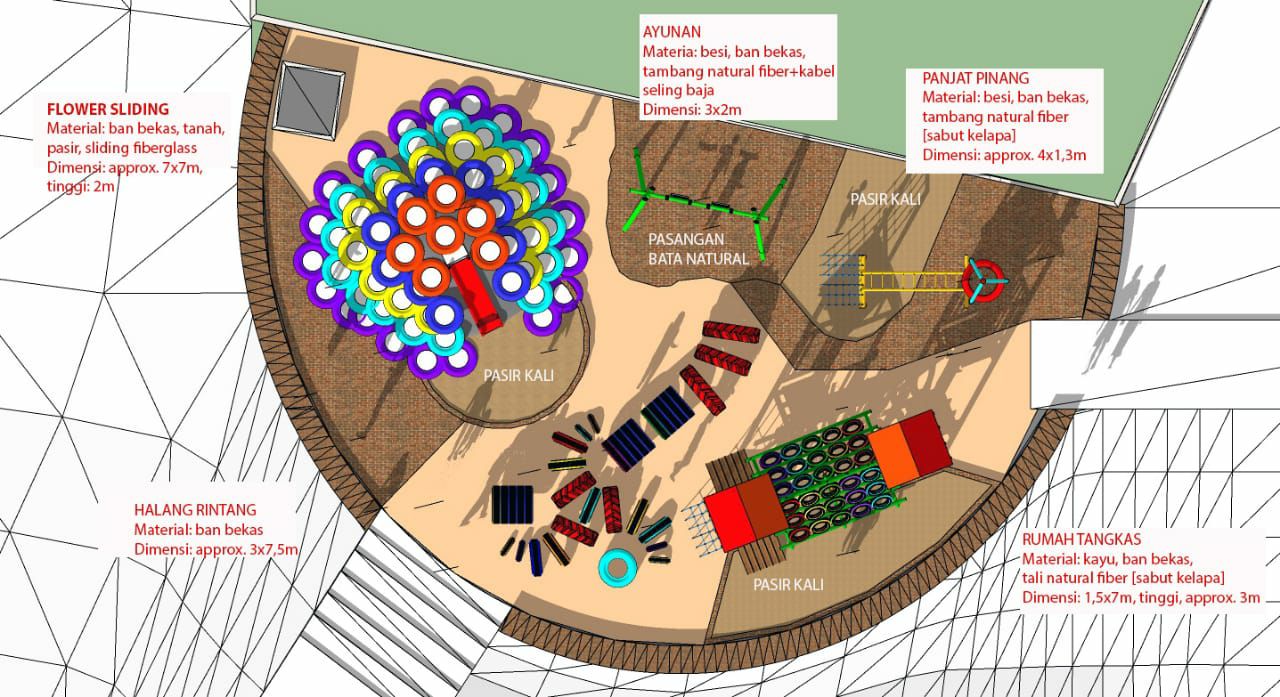 FLOWER SLIDING
Material: ban bekas, tanah,
pasir, sliding fiberglass
Dimensi: approx. 7x7m,
tinggi: 2m
AYUNAN
Materia: besi, ban bekas,
tambang natural fiber+kabel
seling baja
Dimensi: 3x2m
PANJAT PINANG
Material: besi, ban bekas,
tambang natural fiber
[sabut kelapa]
Dimensi: approx. 4x1,3m
PASIR KALI
PASANGAN
BATA NATURAL
PASIR KALI
HALANG RINTANG
Material: ban bekas
Dimensi: approx. 3x7,5m
PASIR KALI
RUMAH TANGKAS
Material: kayu, ban bekas,
tali natural fiber [sabut kelapa]
Dimensi: 1,5x7m, tinggi, approx. 3m